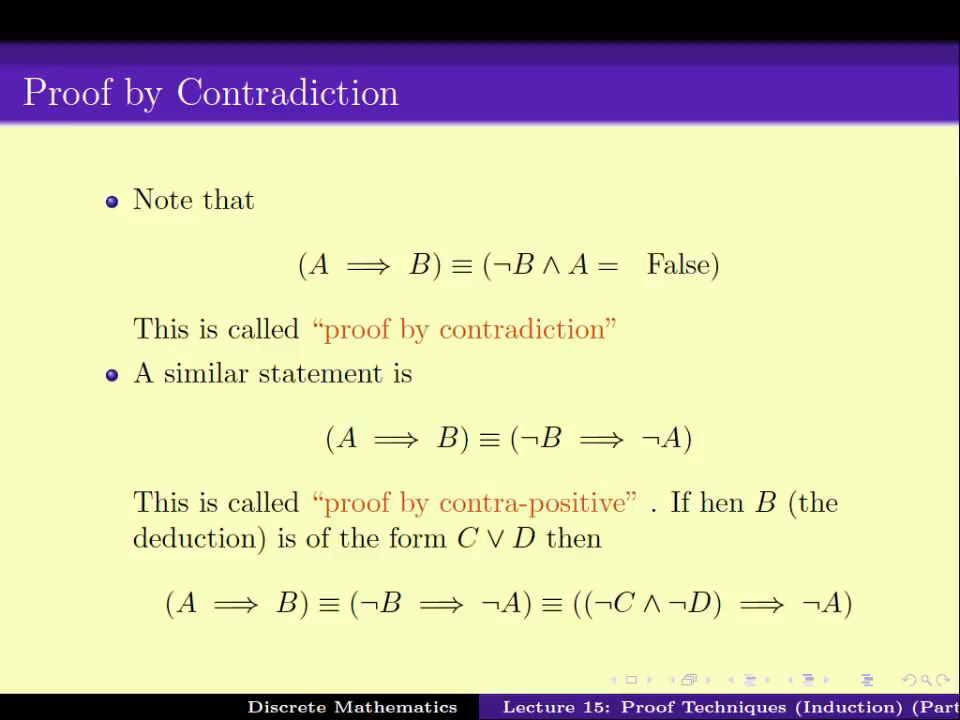 Proof by Contradiction
Note that
(A ⟹ B) ≡ (¬B ∧ A = False)
This is called “proof by contradiction”
A similar statement is
(A ⟹ B) ≡ (¬B ⟹ ¬A)
This is called “proof by contra-positive” . If hen B (the
deduction) is of the form C ∨ D then
(A ⟹ B) ≡ (¬B ⟹ ¬A) ≡ ((¬C ∧ ¬D) ⟹ ¬A)
Discrete Mathematics Lecture 15: Proof Techniques (Induction) (Part